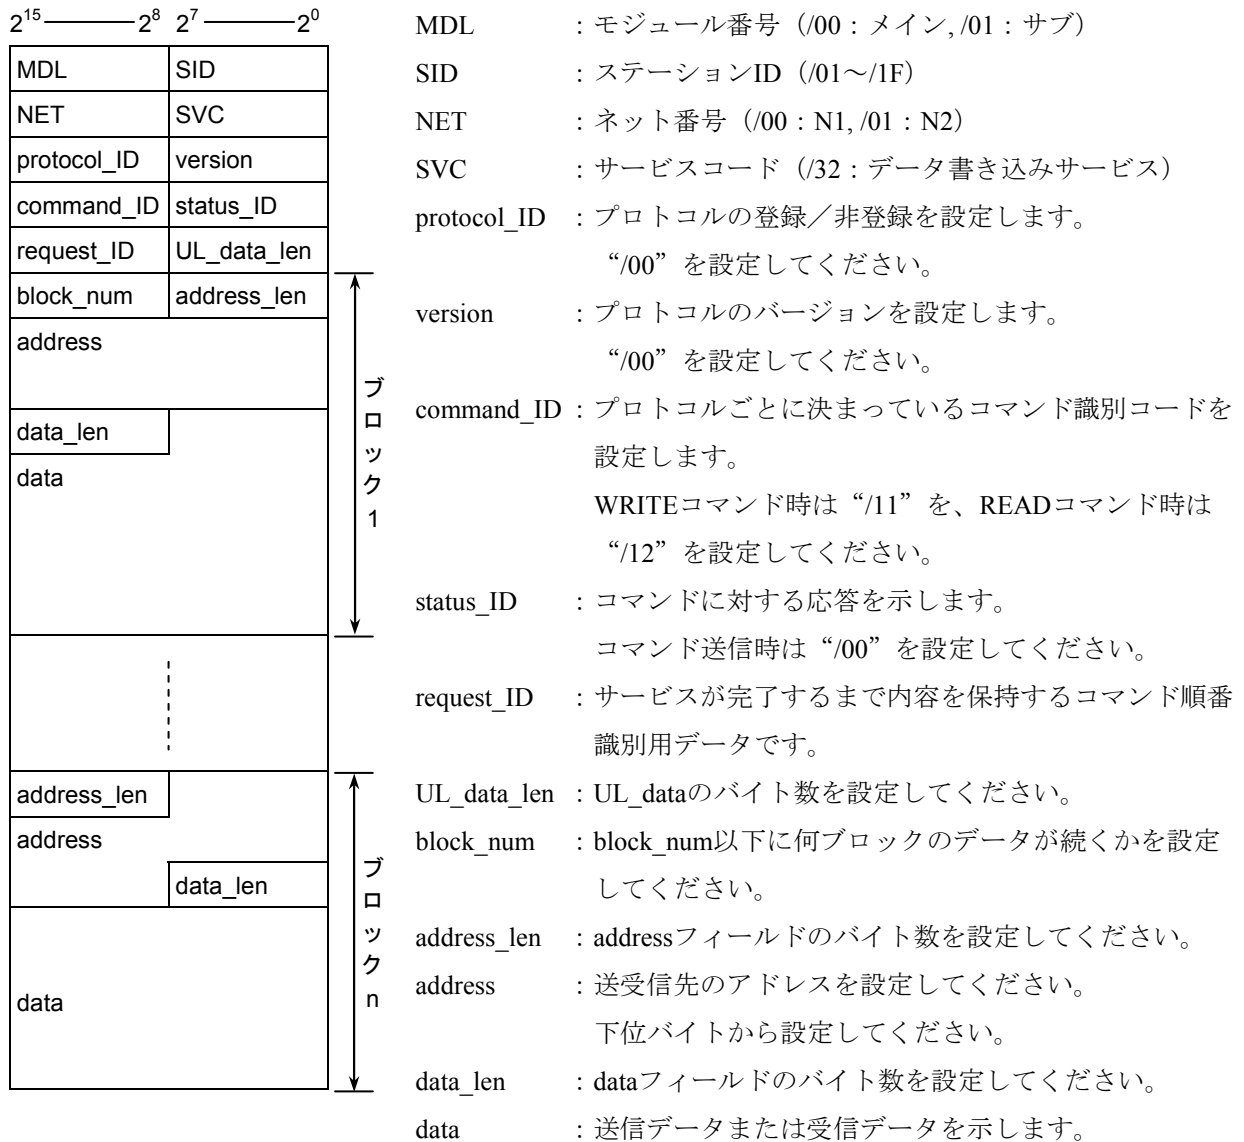 2^15 2^8 2^7 2^0
MDL SID
NET SVC
protocol_ID version
command_ID status_ID
request_ID UL_data_len
block_num address_len
address
data_len
data
ブロック1
address_len
address
data_len
data
ブロックn
MDL : モジュール番号（/00：メイン, /01：サブ）
SID : ステーションID（/01～/1F）
NET : ネット番号（/00：N1, /01：N2）
SVC : サービスコード（/32：データ書き込みサービス）
protocol_ID : プロトコルの登録／非登録を設定します。
“/00”を設定してください。
version : プロトコルのバージョンを設定します。
“/00”を設定してください。
command_ID : プロトコルごとに決まっているコマンド識別コードを
設定します。
WRITEコマンド時は“/11”を、READコマンド時は
“/12”を設定してください。
status_ID : コマンドに対する応答を示します。
コマンド送信時は“/00”を設定してください。
request_ID : サービスが完了するまで内容を保持するコマンド順番
識別用データです。
UL_data_len : UL_dataのバイト数を設定してください。
block_num : block_num以下に何ブロックのデータが続くかを設定
してください。
address_len : addressフィールドのバイト数を設定してください。
address : 送受信先のアドレスを設定してください。
下位バイトから設定してください。
data_len : dataフィールドのバイト数を設定してください。
data : 送信データまたは受信データを示します。